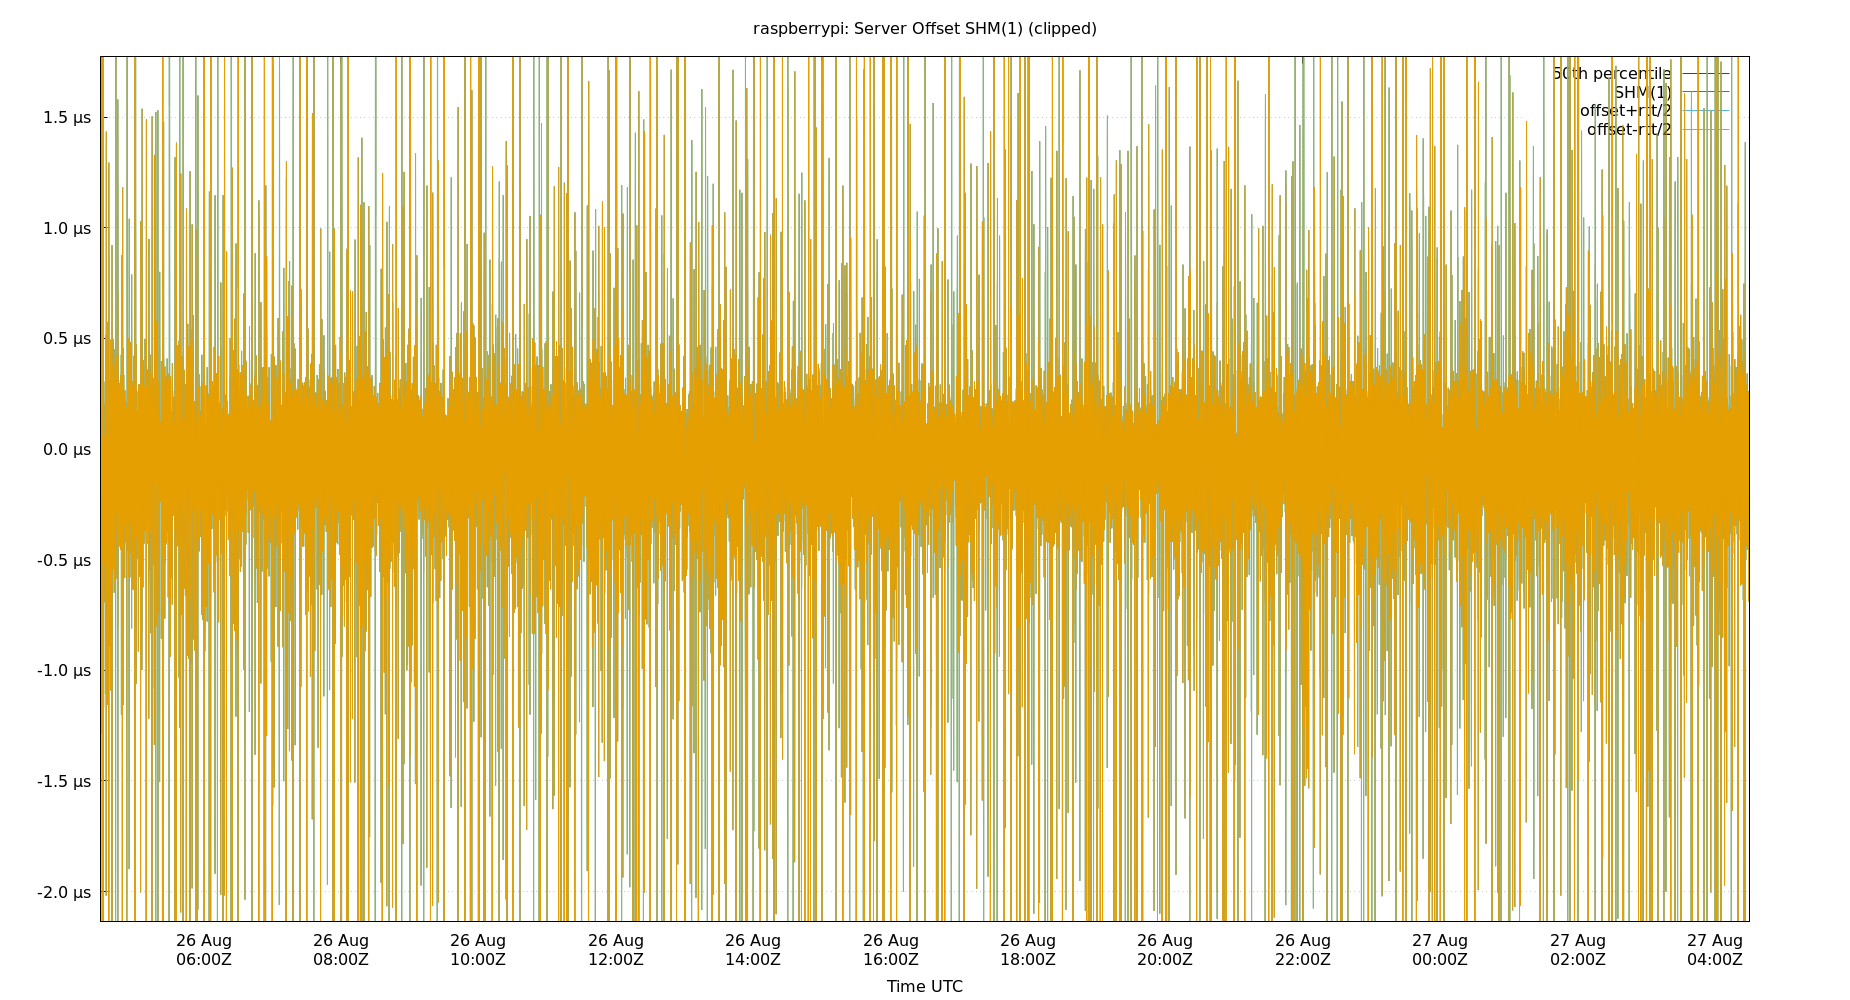 raspberrypi: Server Offset SHM(1) (clipped)
50th percentile
SHM(1)
offset+rtt/2
offset-rtt/2
1.5 µs
1.0 µs
0.5 µs
0.0 µs
-0.5 µs
-1.0 µs
-1.5 µs
-2.0 µs
26 Aug 26 Aug 26 Aug 26 Aug 26 Aug 26 Aug 26 Aug 26 Aug 26 Aug 27 Aug 27 Aug 27 Aug
06:00Z 08:00Z 10:00Z 12:00Z 14:00Z 16:00Z 18:00Z 20:00Z 22:00Z 00:00Z 02:00Z 04:00Z
Time UTC